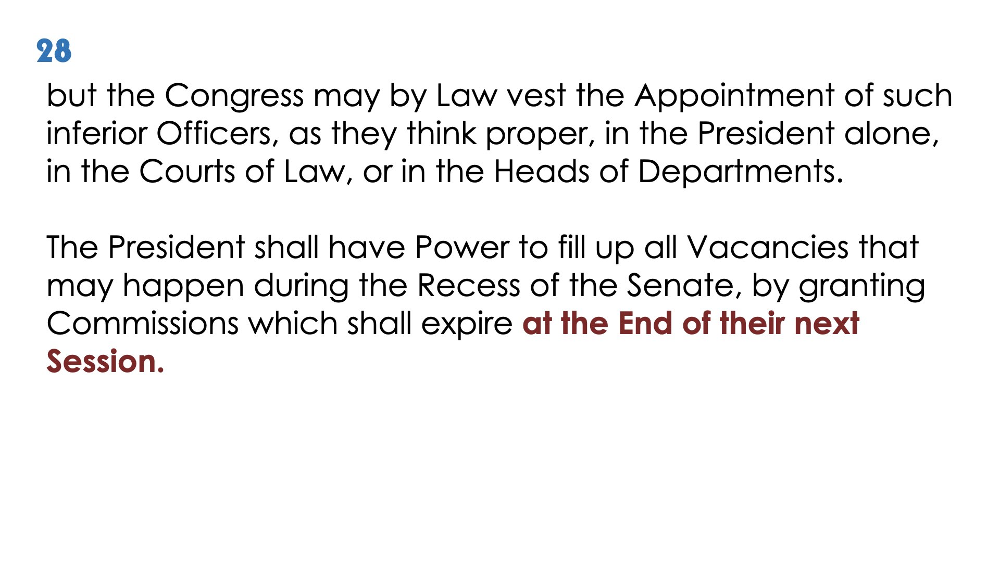 28
but the Congress may by Law vest the Appointment of such
inferior Officers, as they think proper, in the President alone,
in the Courts of Law, or in the Heads of Departments.
The President shall have Power to fill up all Vacancies that
may happen during the Recess of the Senate, by granting
Commissions which shall expire at the End of their next
Session.